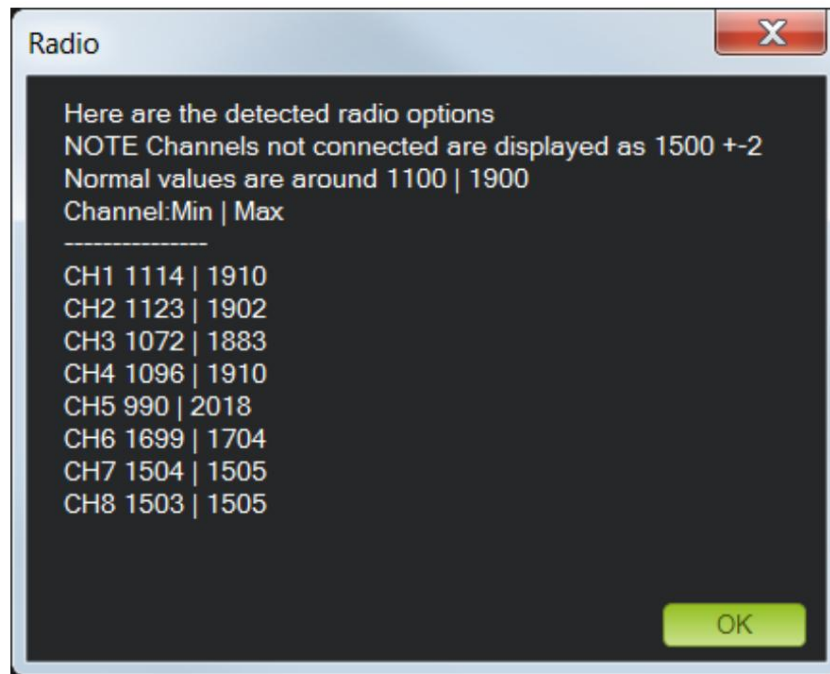 Radio
Here are the detected radio options
NOTE Channels not connected are displayed as 1500 +-2
Normal values are around 1100 | 1900
Channel:Min | Max
---------------
CH1 1114 | 1910
CH2 1123 | 1902
CH3 1072 | 1883
CH4 1096 | 1910
CH5 990 | 2018
CH6 1699 | 1704
CH7 1504 | 1505
CH8 1503 | 1505
OK